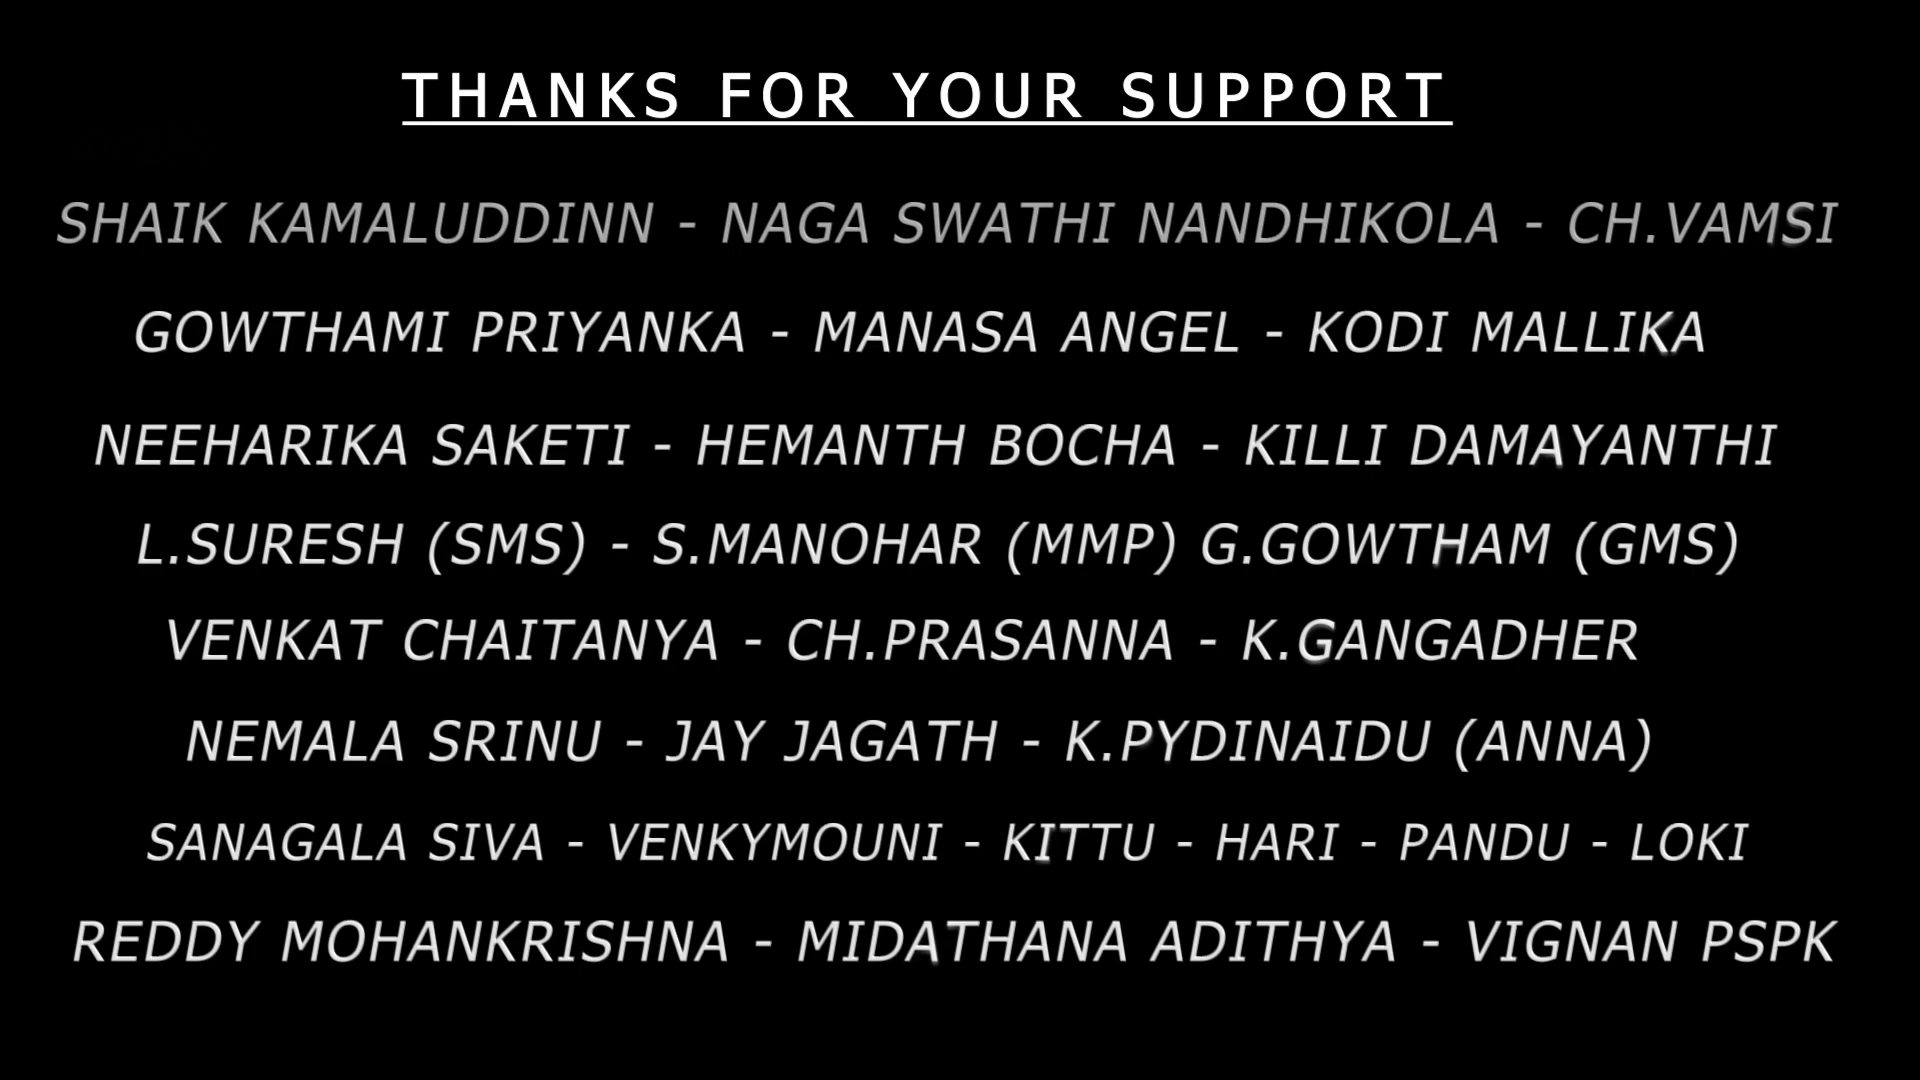 THANKS FOR YOUR SUPPORT
SHAIK KAMALUDDINN - NAGA SWATHI NANDHIKOLA - CH.VAMSI
GOWTHAMI PRIYANKA - MANASA ANGEL - KODI MALLIKA
NEEHARIKA SAKETI - HEMANTH BOCHA - KILLI DAMAYANTHI
L.SURESH (SMS) - S.MANOHAR (MMP) G.GOWTHAM (GMS)
VENKAT CHAITANYA - CH.PRASANNA - K.GANGADHER
NEMALA SRINU - JAY JAGATH - K.PYDINAIDU (ANNA)
SANAGALA SIVA - VENKYMOUNI - KITTU - HARI - PANDU - LOKI
REDDY MOHANKRISHNA - MIDATHANA ADITHYA - VIGNAN PSPK